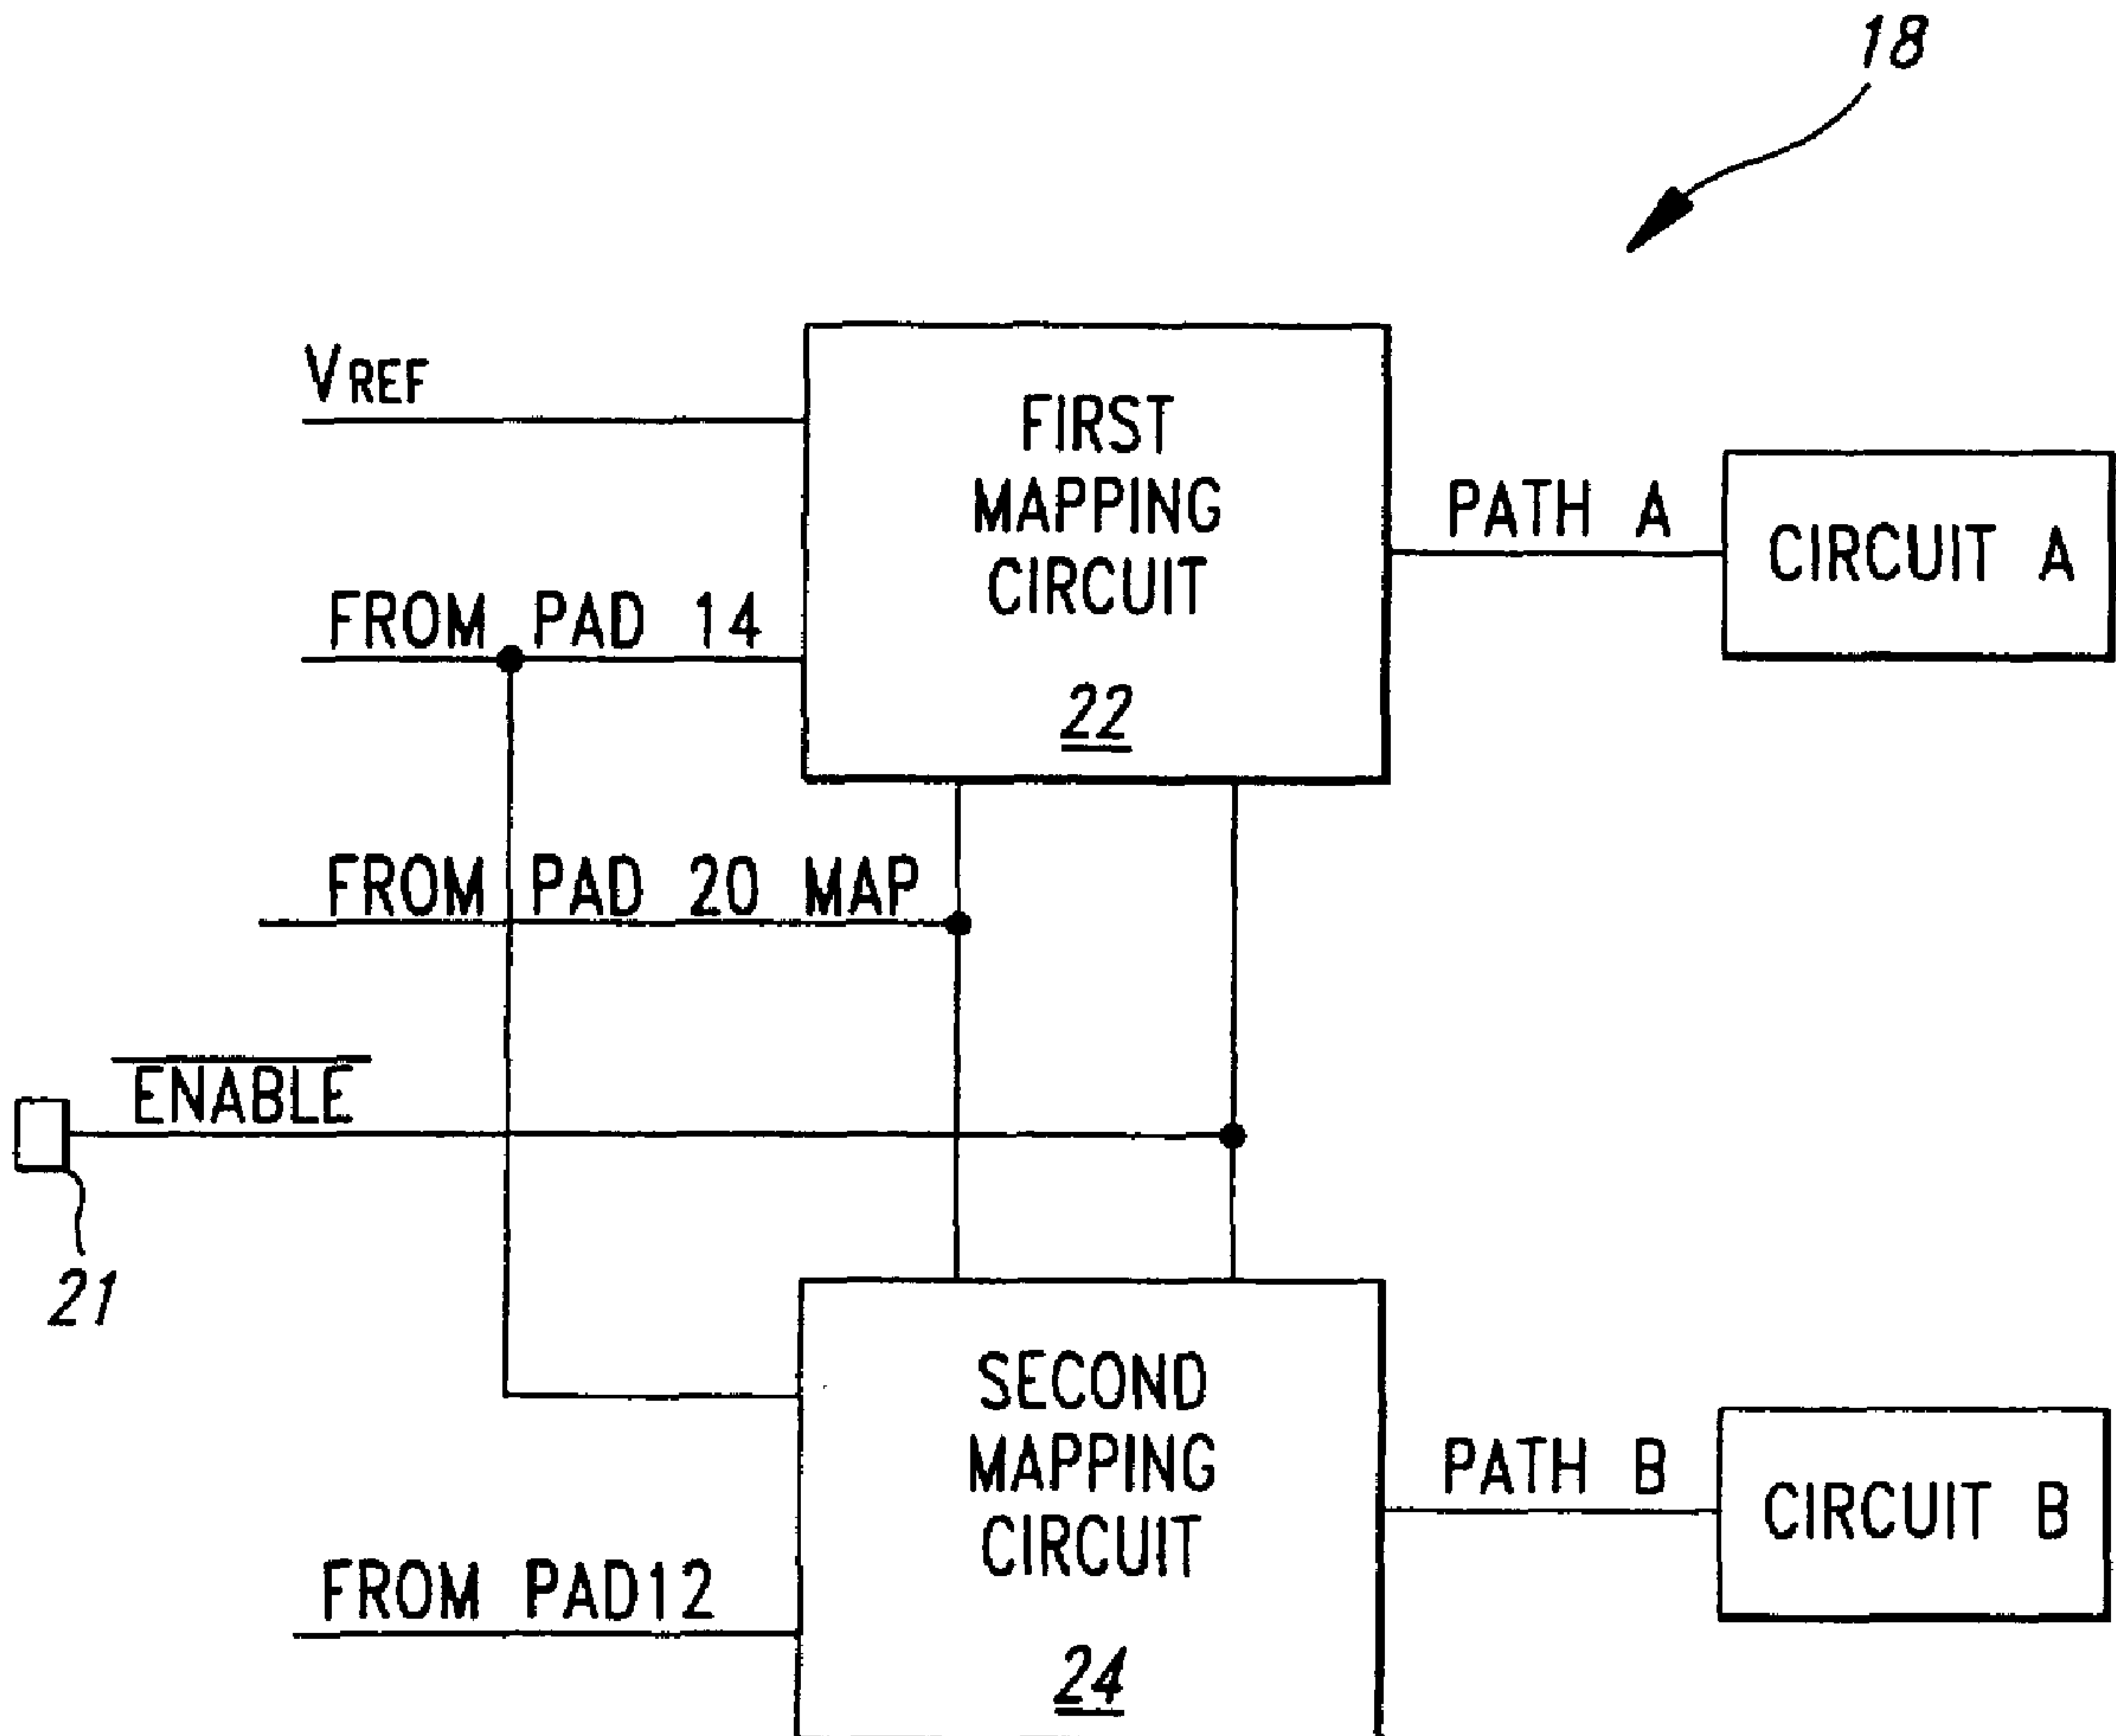 18
VREF
FIRST
MAPPING
CIRCUIT
22
PATH A
CIRCUIT A
FROM PAD 14
FROM PAD 20 MAP
ENABLE
21
SECOND
MAPPING
CIRCUIT
24
PATH B
CIRCUIT B
FROM PAD12